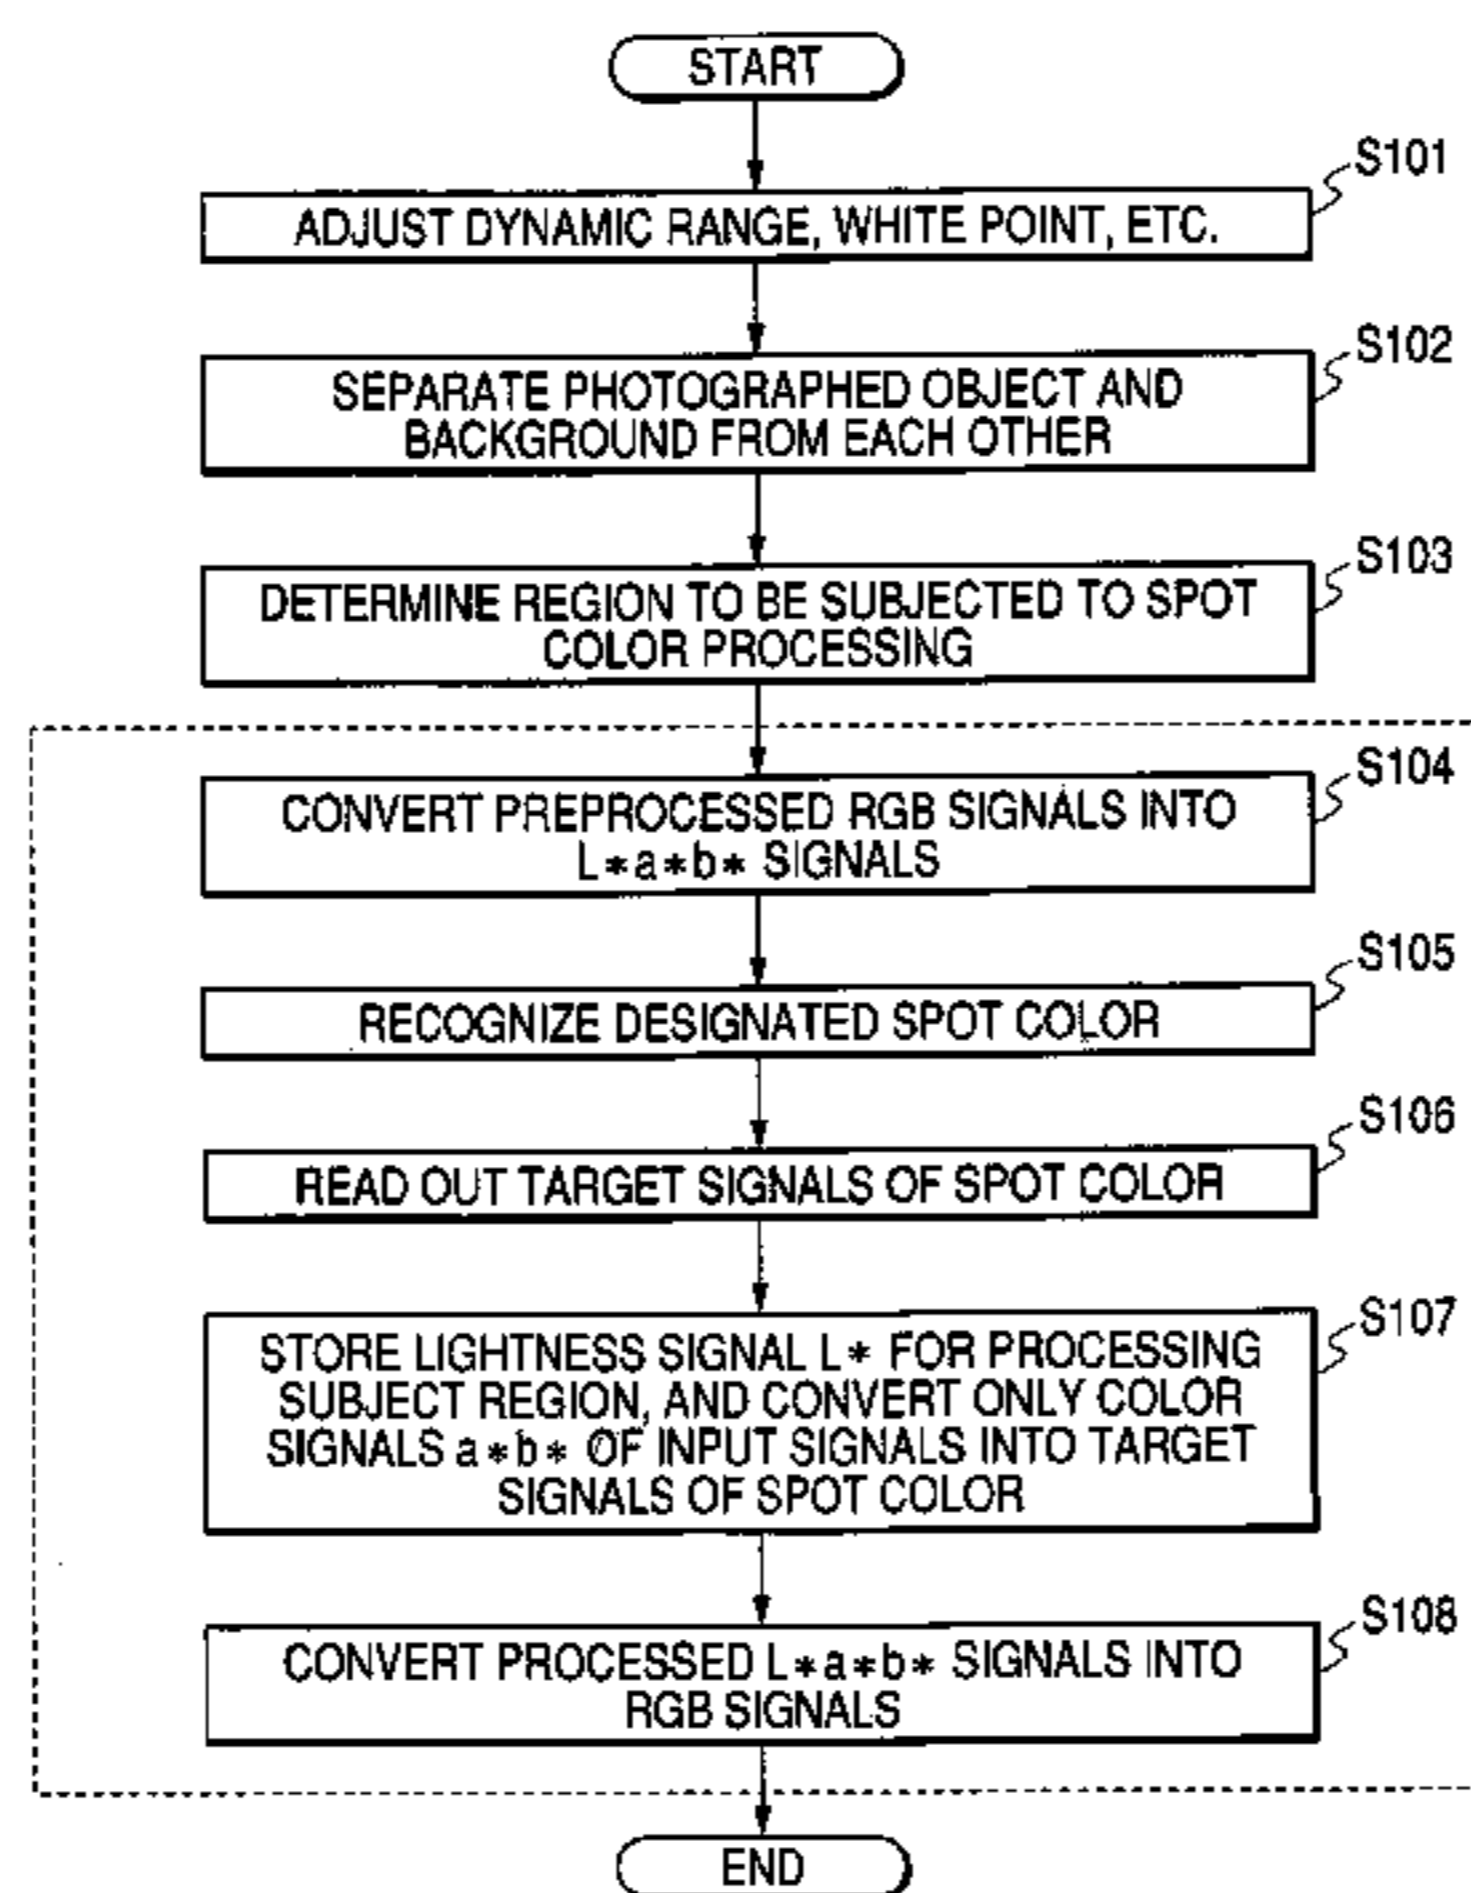 START
S101
ADJUST DYNAMIC RANGE, WHITE POINT, ETC.
S102
SEPARATE PHOTOGRAPHED OBJECT AND
BACKGROUND FROM EACH OTHER
S103
DETERMINE REGION TO BE SUBJECTED TO SPOT
COLOR PROCESSING
S104
CONVERT PREPROCESSED RGB SIGNALS INTO
L*a*b* SIGNALS
S105
RECOGNIZE DESIGNATED SPOT COLOR
S106
READ OUT TARGET SIGNALS OF SPOT COLOR
S107
STORE LIGHTNESS SIGNAL L* FOR PROCESSING
SUBJECT REGION, AND CONVERT ONLY COLOR
SIGNALS a*b* OF INPUT SIGNALS INTO TARGET
SIGNALS OF SPOT COLOR
S108
CONVERT PROCESSED L*a*b* SIGNALS INTO
RGB SIGNALS
END